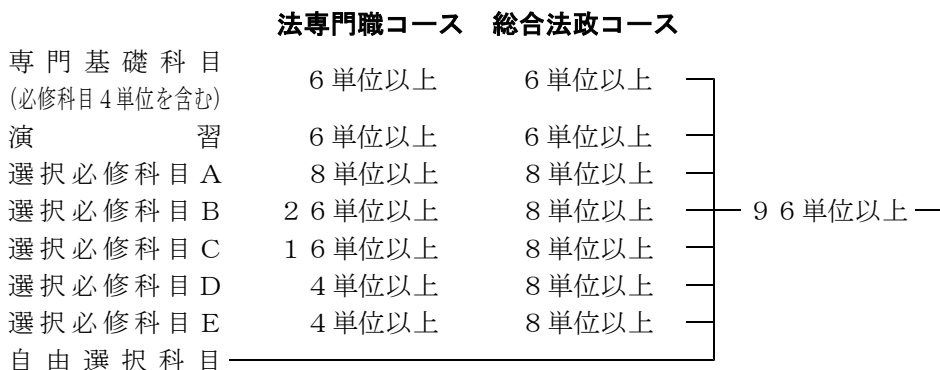 法専門職コース 総合法政コース
専門基礎科目 ６単位以上 ６単位以上
(必修科目４単位を含む)
演習 ６単位以上 ６単位以上
選択必修科目Ａ ８単位以上 ８単位以上
選択必修科目Ｂ ２６単位以上 ８単位以上 ９６単位以上
選択必修科目Ｃ １６単位以上 ８単位以上
選択必修科目Ｄ ４単位以上 ８単位以上
選択必修科目Ｅ ４単位以上 ８単位以上
自由選択科目